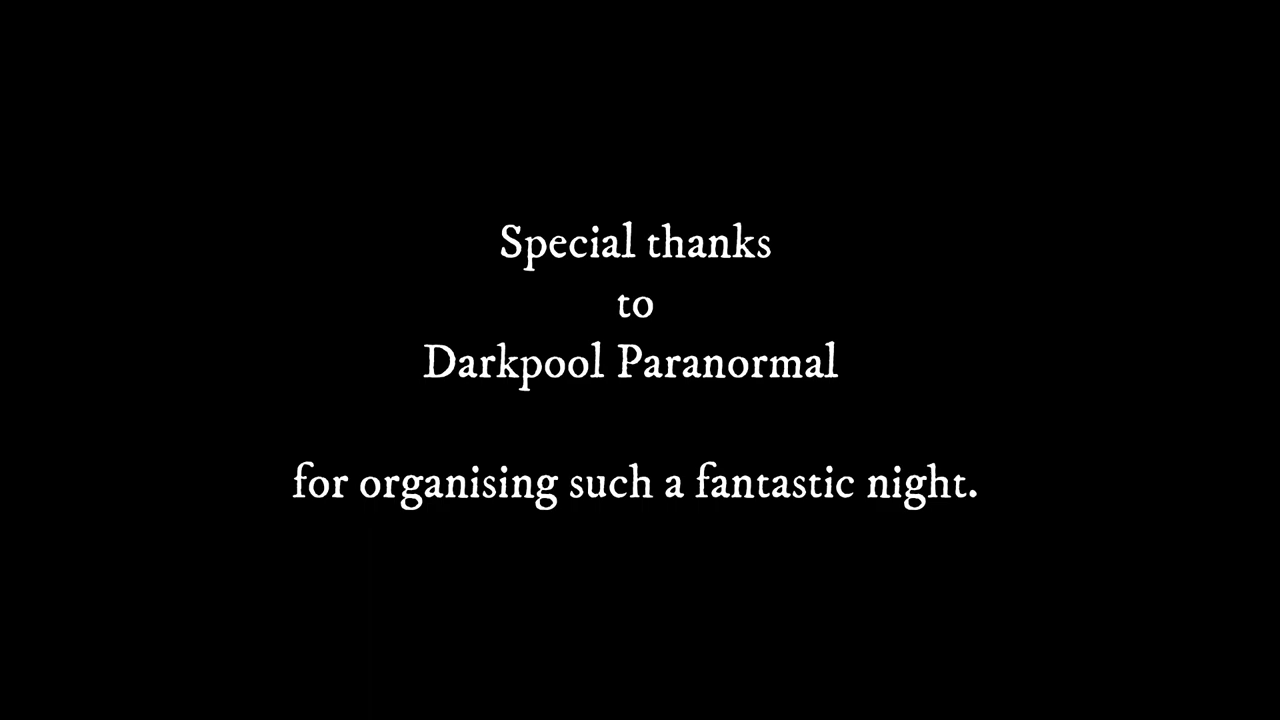 Special thanks
to
Darkpool Paranormal
for organising such a fantastic night.